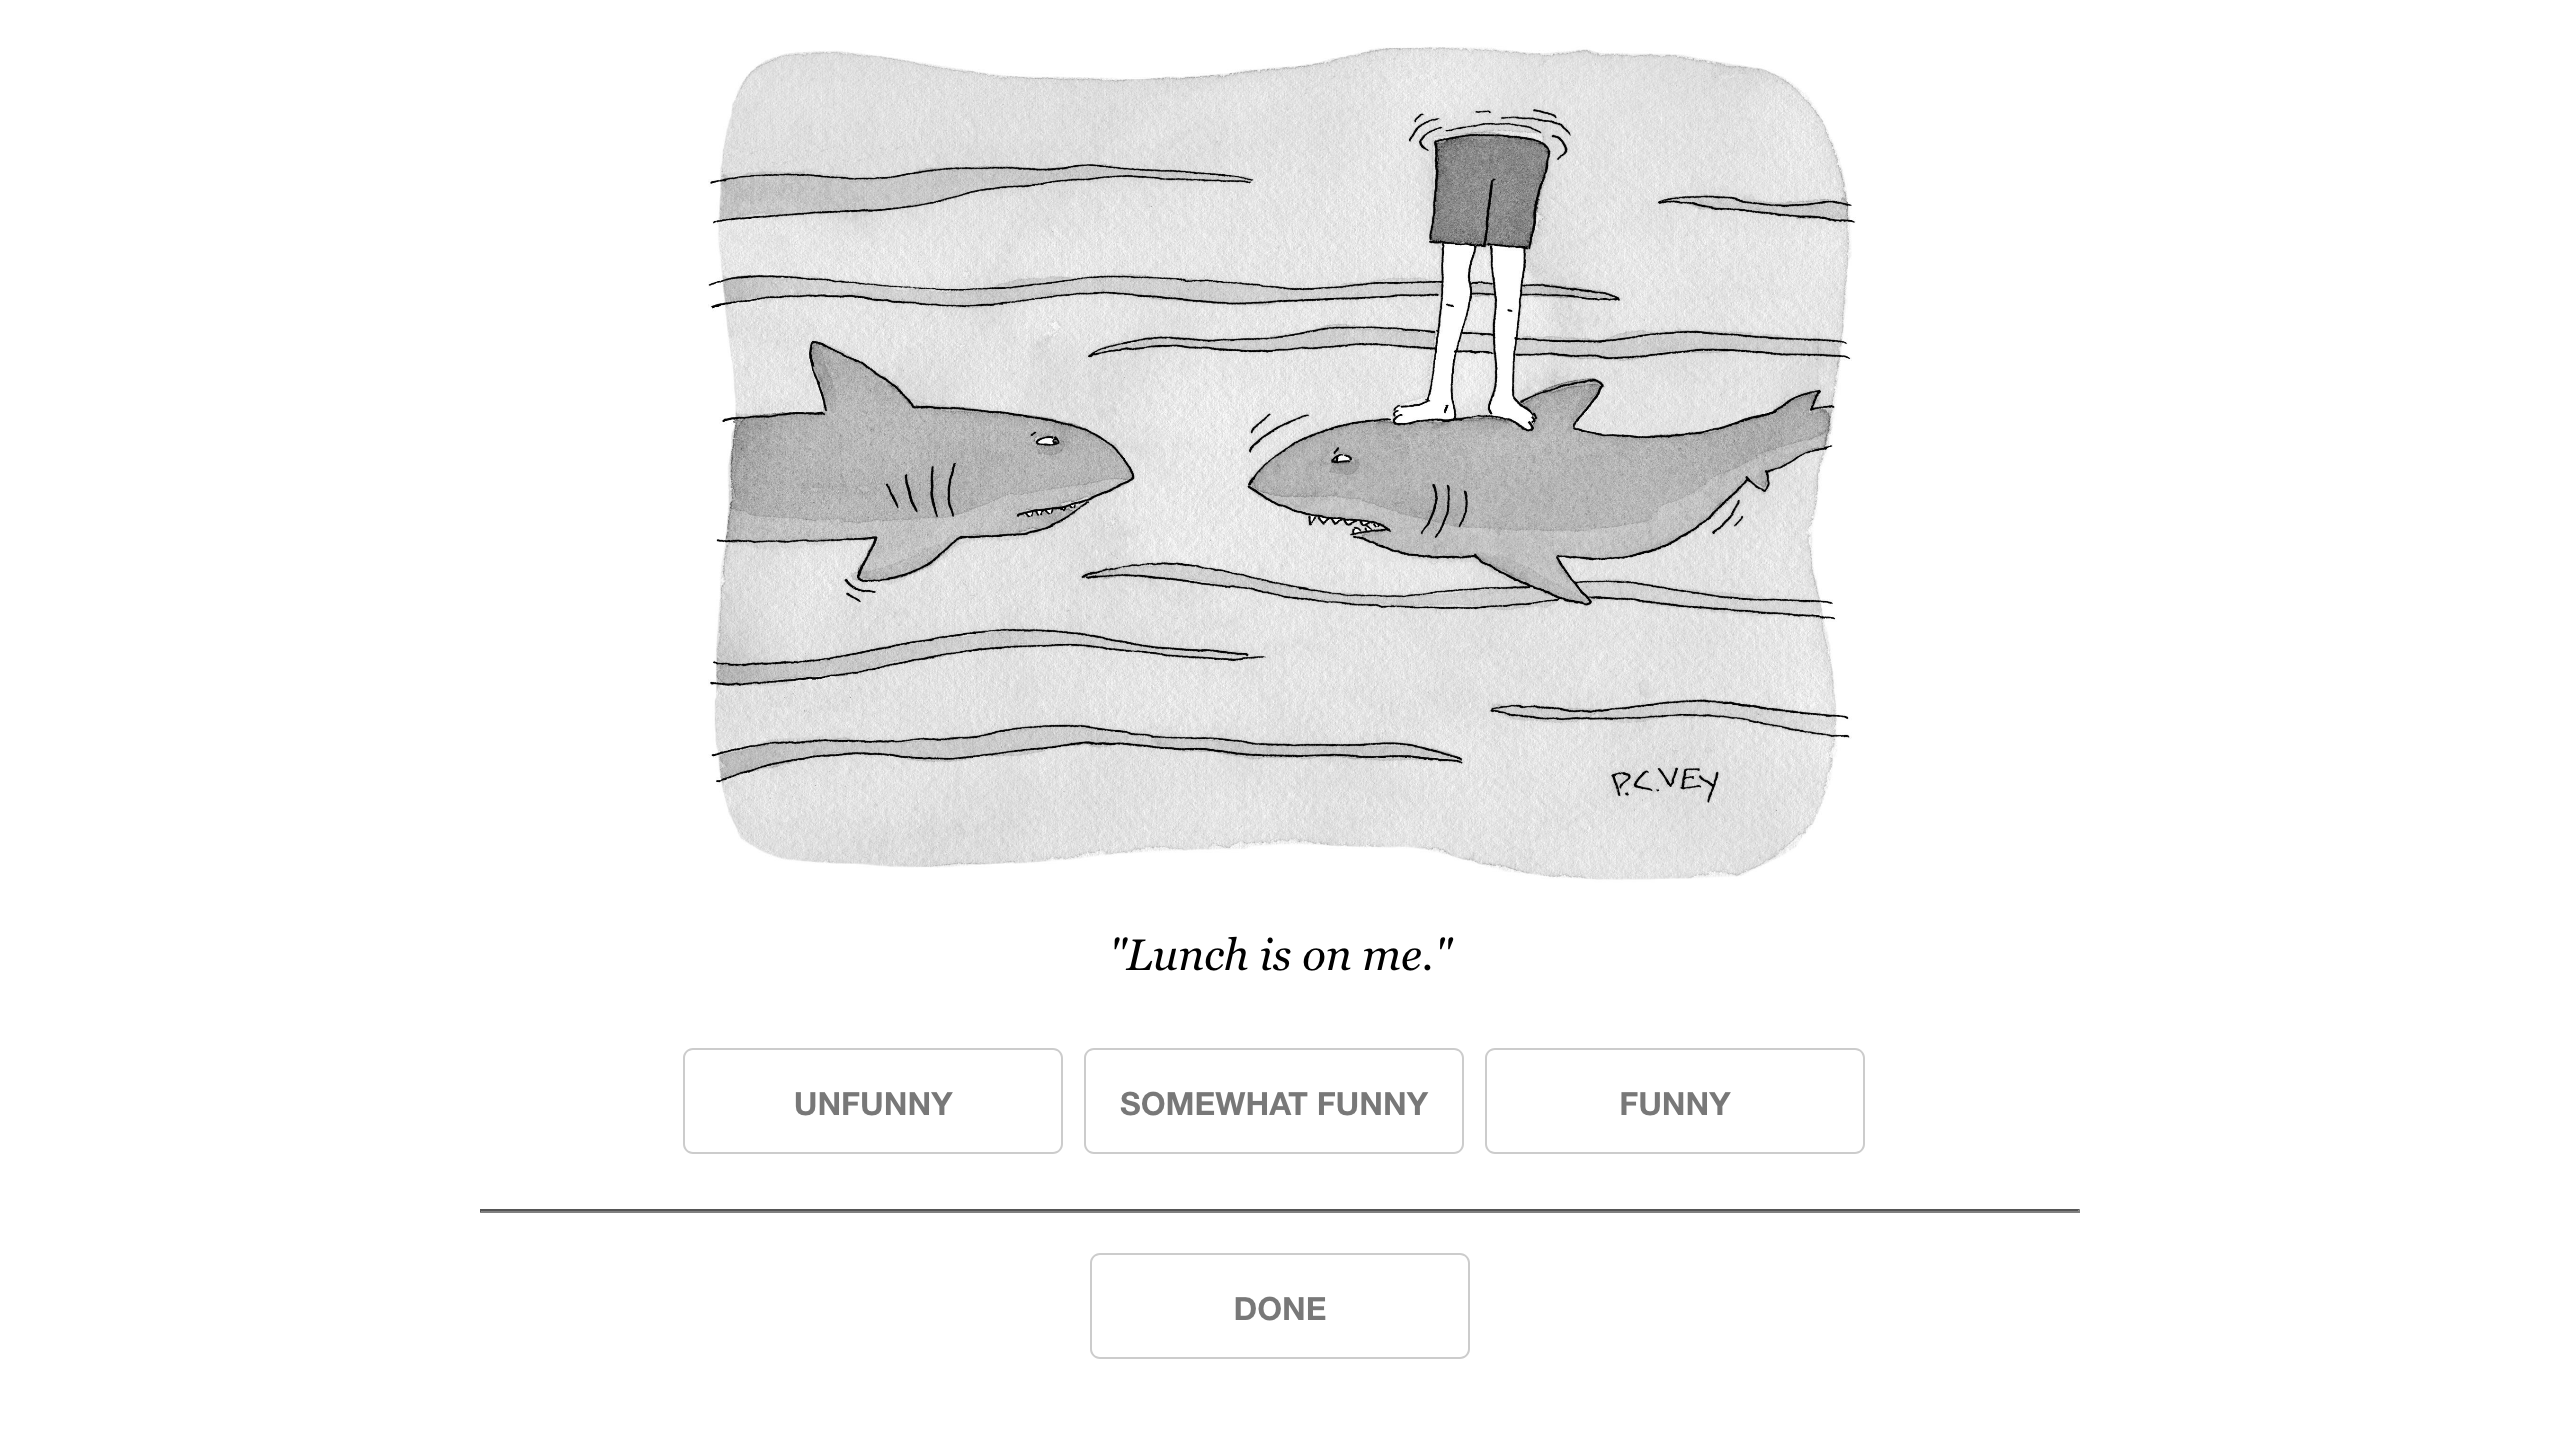 P.C.VEY
"Lunch is on me."
UNFUNNY
SOMEWHAT FUNNY
FUNNY
DONE